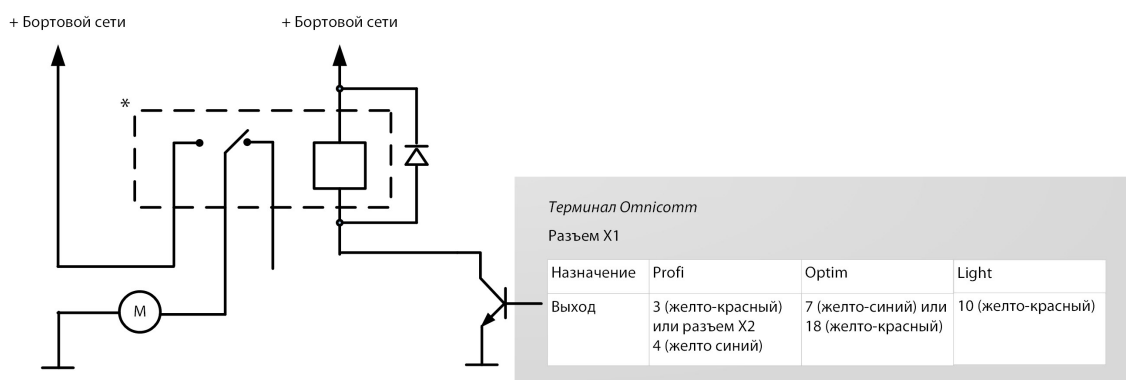 + Бортовой сети
+ Бортовой сети
*
M
Терминал Omnicomm
Разъем X1
Назначение Profi Optim Light
Выход 3 (желто-красный) 7 (желто-синий) или 10 (желто-красный)
или разъем X2 18 (желто-красный)
4 (желто синий)